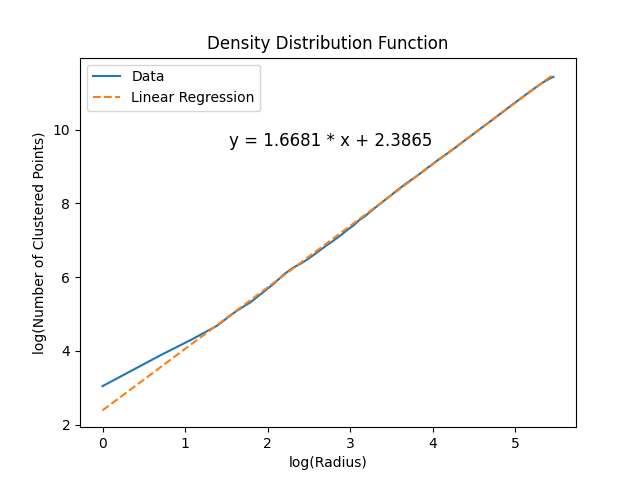 Density Distribution Function
Data
Linear Regression
y = 1.6681 * x + 2.3865
log(Number of Clustered Points)
10
8
6
4
2
0 1 2 3 4 5
log(Radius)